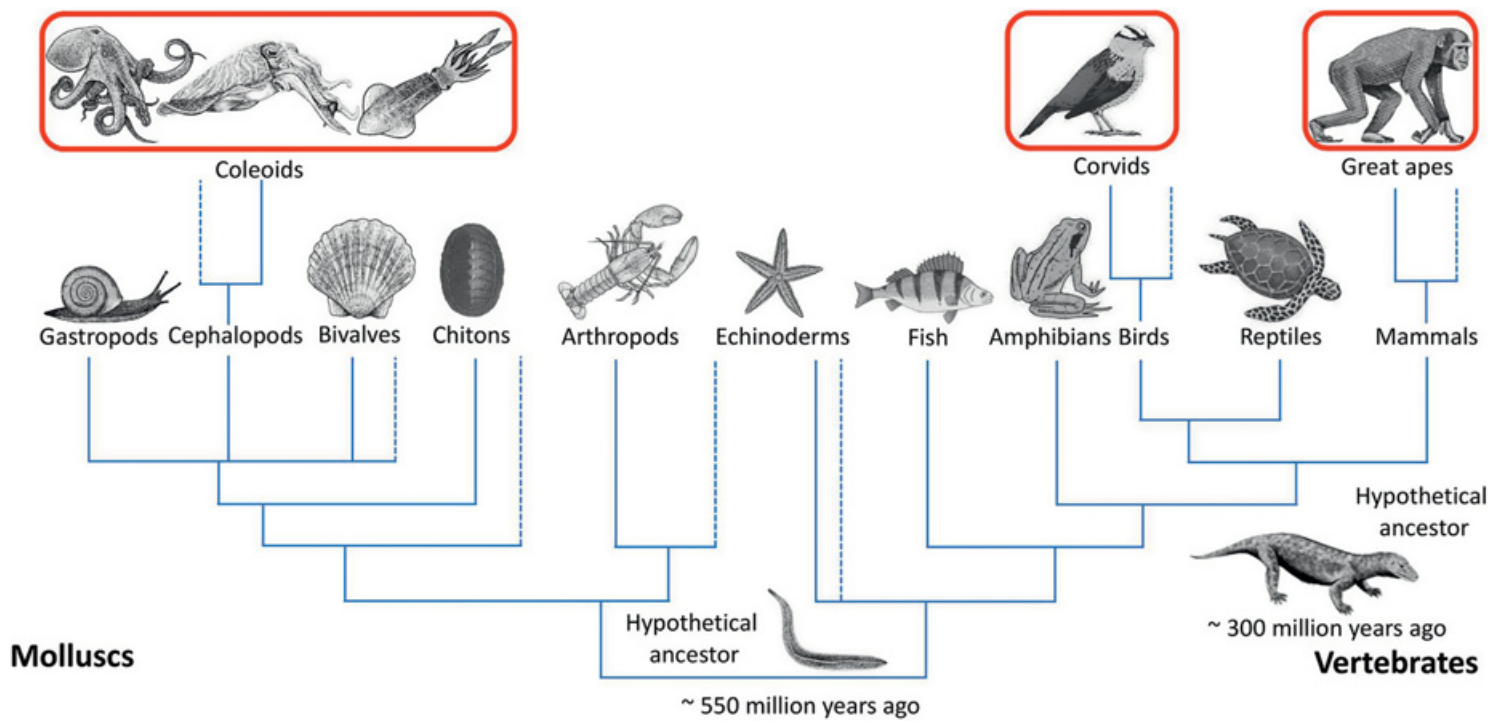 Coleoids
Corvids
Great apes
Gastropods
Cephalopods
Bivalves
Chitons
Arthropods
Echinoderms
Fish
Amphibians
Birds
Reptiles
Mammals
Hypothetical
ancestor
~ 300 million years ago
Hypothetical
ancestor
Molluscs
Vertebrates
~ 550 million years ago